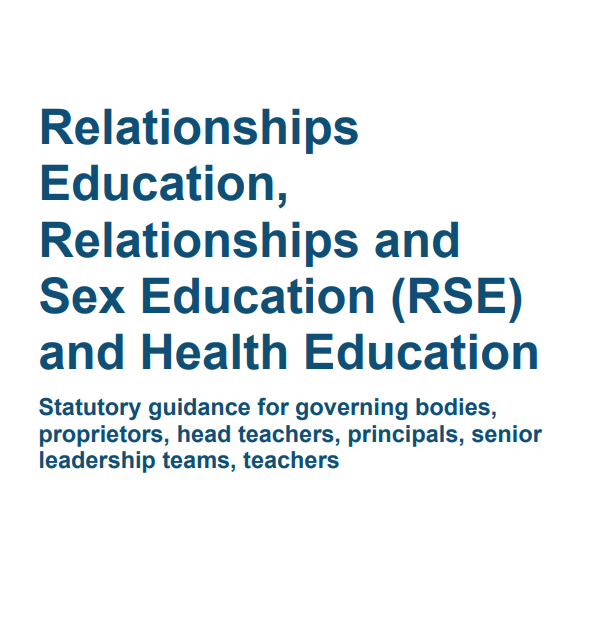 Relationships
Education,
Relationships and
Sex Education (RSE)
and Health Education
Statutory guidance for governing bodies,
proprietors, head teachers, principals, senior
leadership teams, teachers